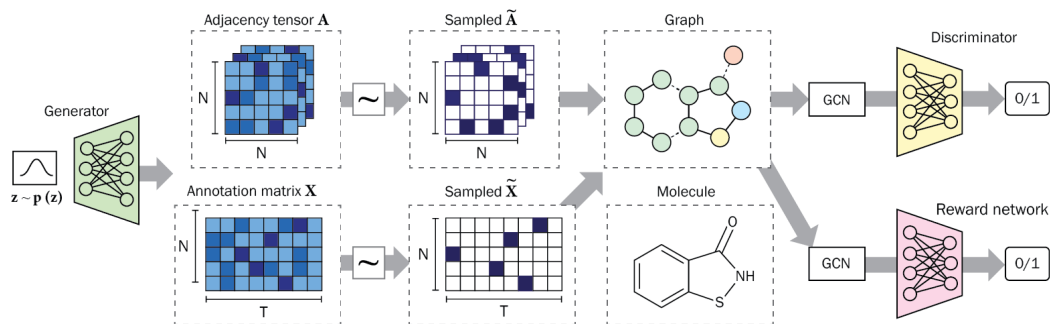 Generator
z ~ p (z)
Adjacency tensor A
N
N
Annotation matrix X
N
T
~
~
Sampled Ã
N
N
Sampled X̃
N
T
Graph
Molecule
O
NH
S
GCN
Discriminator
0/1
GCN
Reward network
0/1